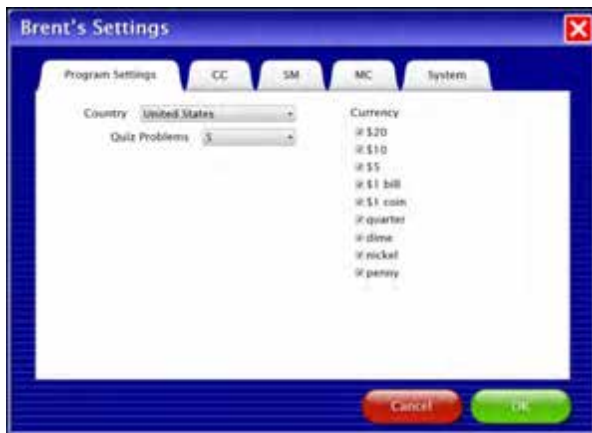 Brent's Settings
Program Settings
CC
SM
MC
System
Country United States
Quiz Problems 5
Currency
$20
$10
$5
$1 bill
$1 coin
quarter
dime
nickel
penny
Cancel
OK